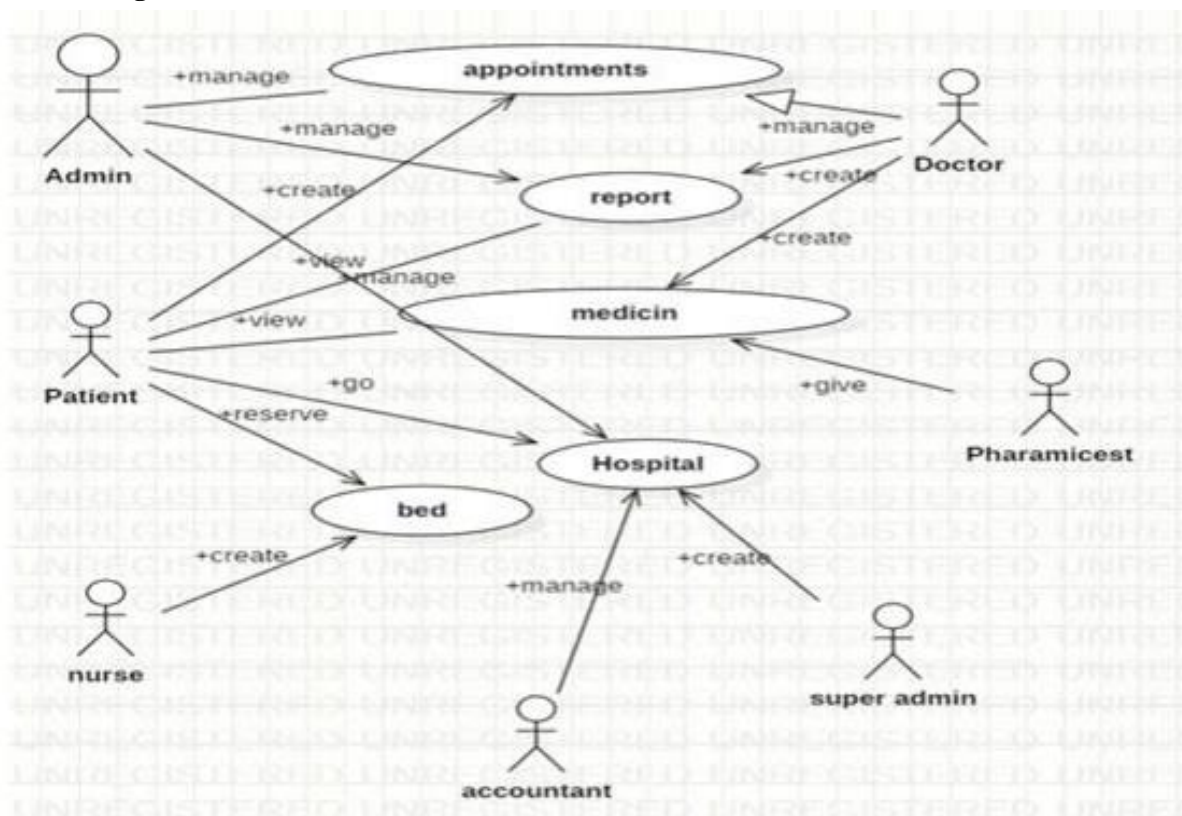 appointments
+manage
+manage
+manage
Admin
Doctor
+create
+create
report
+create
+view
+manage
medicin
+view
+go
+give
Patient
+reserve
Pharamicest
Hospital
bed
+create
+create
+manage
nurse
super admin
accountant